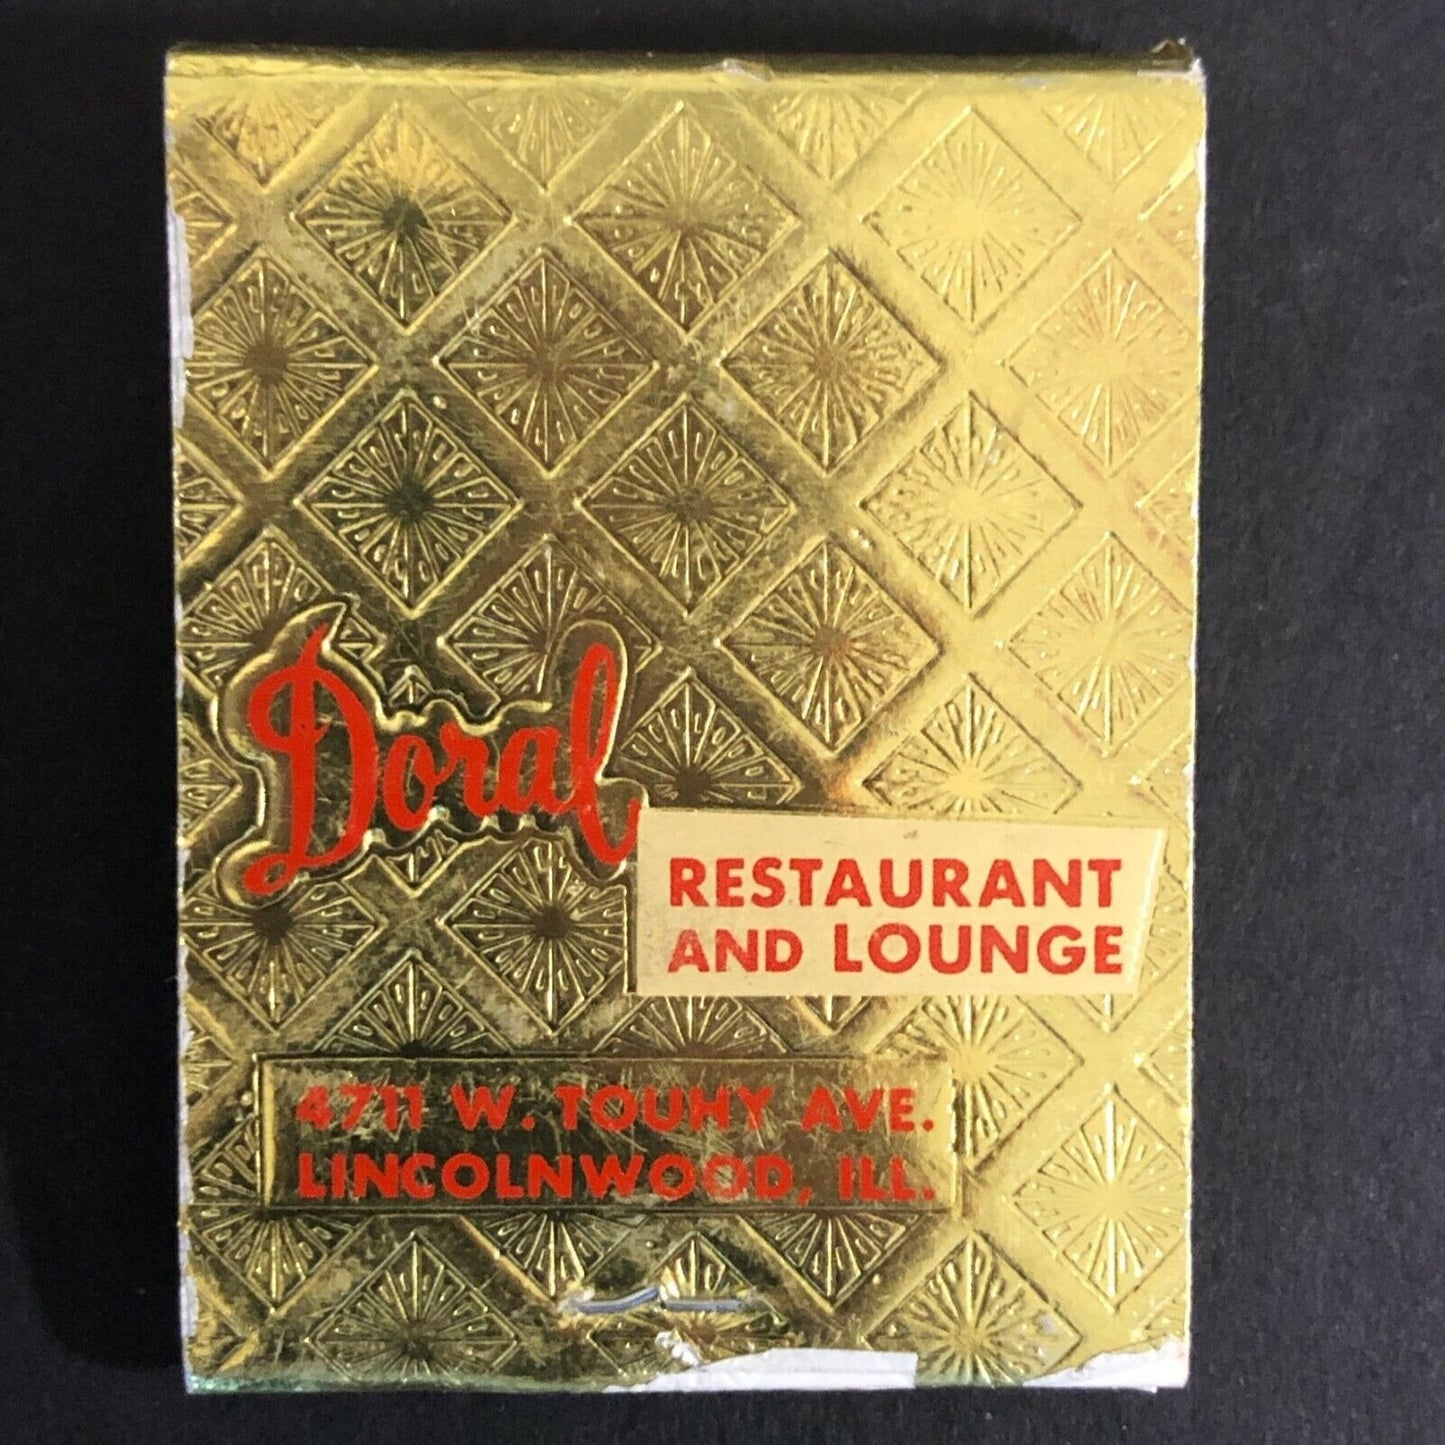 Doral
RESTAURANT
AND LOUNGE
4711 W. TOUHY AVE.
LINCOLNWOOD, ILL.